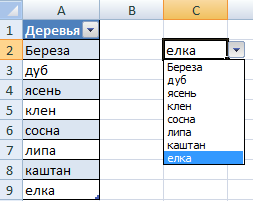 A B C
1 Деревья
2 Береза елка
3 дуб
4 ясень
5 клен
6 сосна
7 липа
8 каштан
9 елка
Береза
дуб
ясень
клен
сосна
липа
каштан
елка